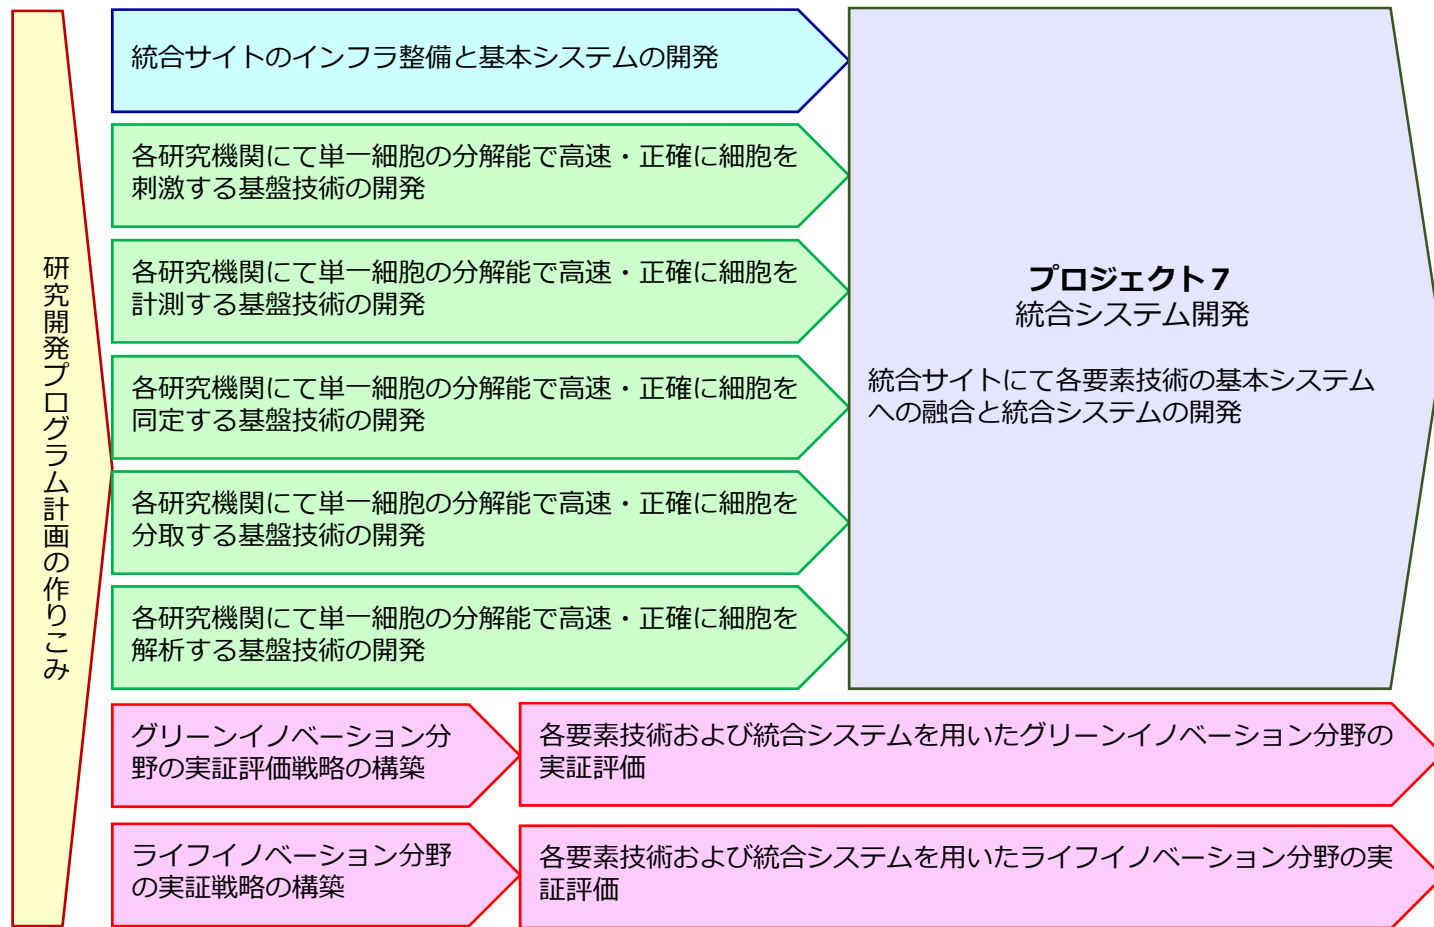 研究開発プログラム計画の作りこみ
統合サイトのインフラ整備と基本システムの開発
各研究機関にて単一細胞の分解能で高速・正確に細胞を
刺激する基盤技術の開発
各研究機関にて単一細胞の分解能で高速・正確に細胞を
計測する基盤技術の開発
各研究機関にて単一細胞の分解能で高速・正確に細胞を
同定する基盤技術の開発
各研究機関にて単一細胞の分解能で高速・正確に細胞を
分取する基盤技術の開発
各研究機関にて単一細胞の分解能で高速・正確に細胞を
解析する基盤技術の開発
プロジェクト7
統合システム開発
統合サイトにて各要素技術の基本システム
への融合と統合システムの開発
グリーンイノベーション分
野の実証評価戦略の構築
各要素技術および統合システムを用いたグリーンイノベーション分野の
実証評価
ライフイノベーション分野
の実証戦略の構築
各要素技術および統合システムを用いたライフイノベーション分野の実
証評価